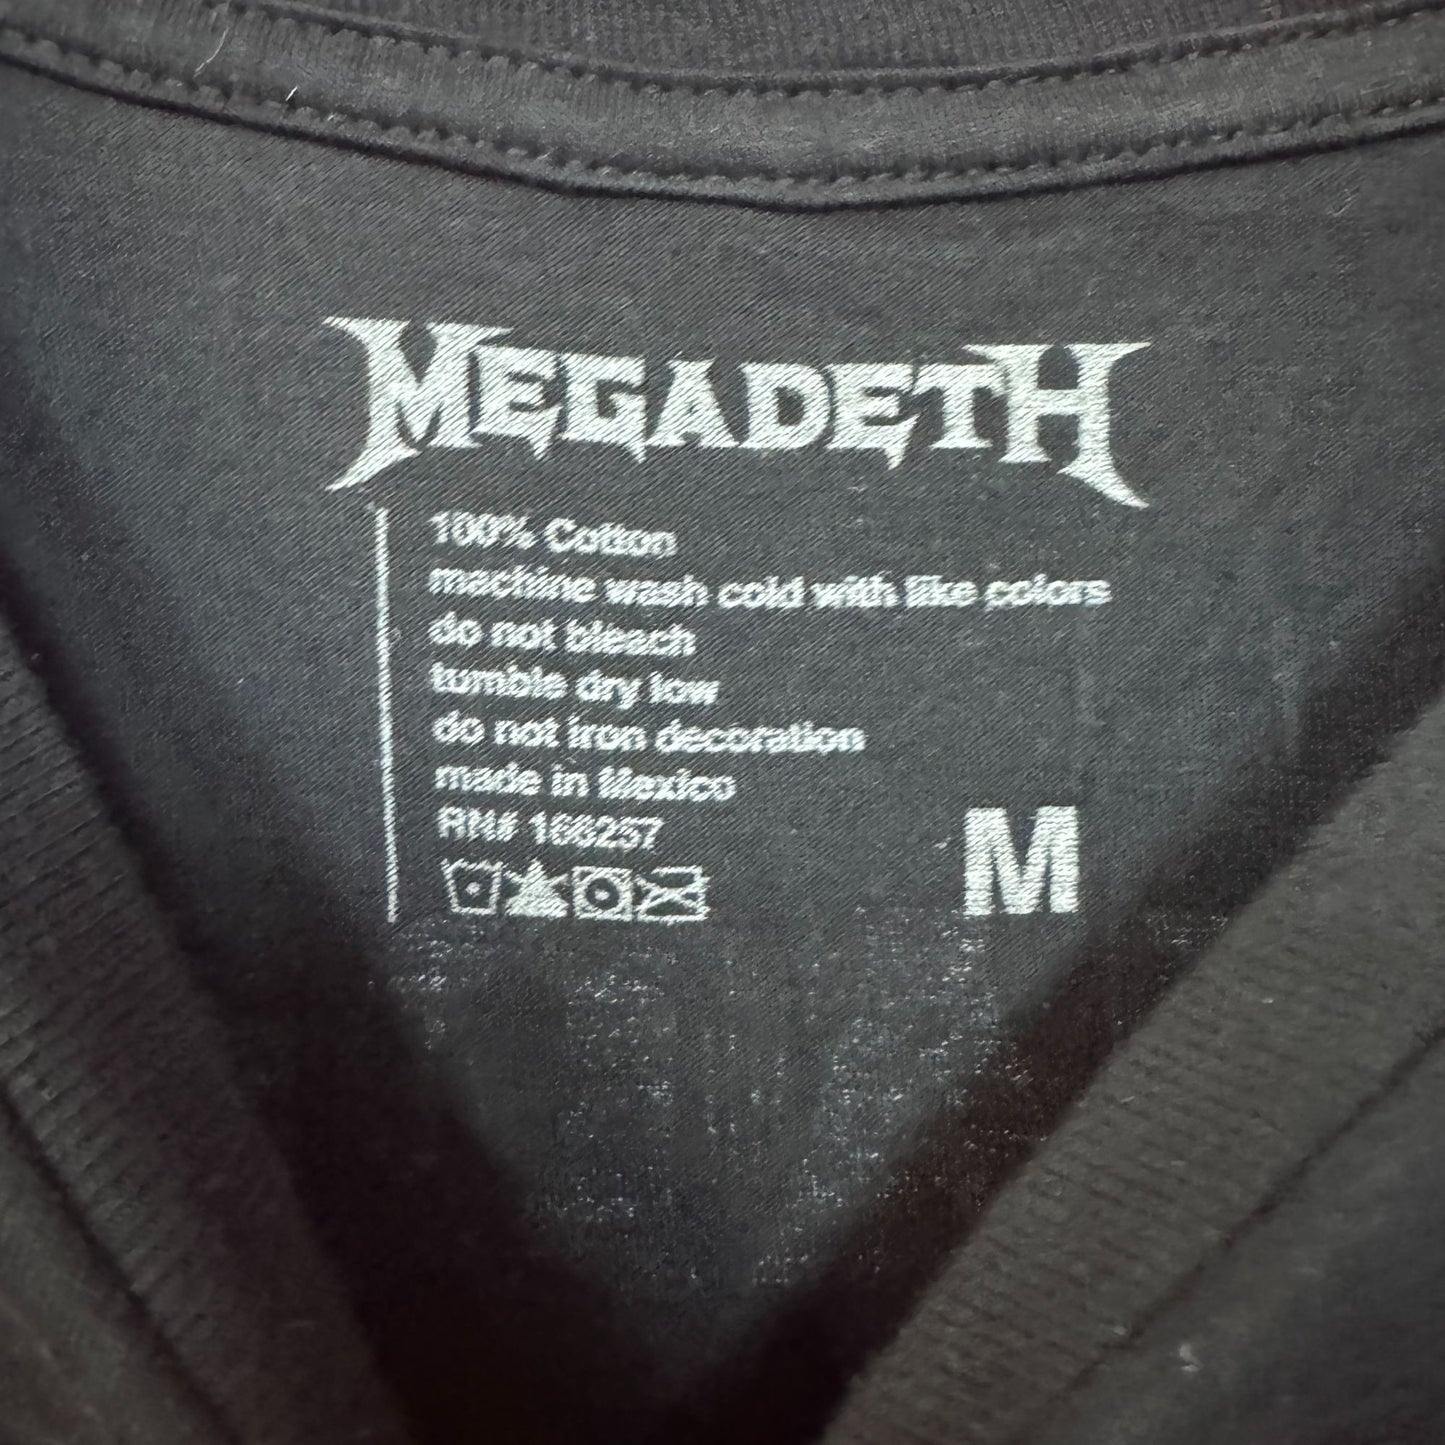 MEGADETH
100% Cotton
machine wash cold with like colors
do not bleach
tumble dry low
do not iron decoration
made in Mexico
RN# 166257
M